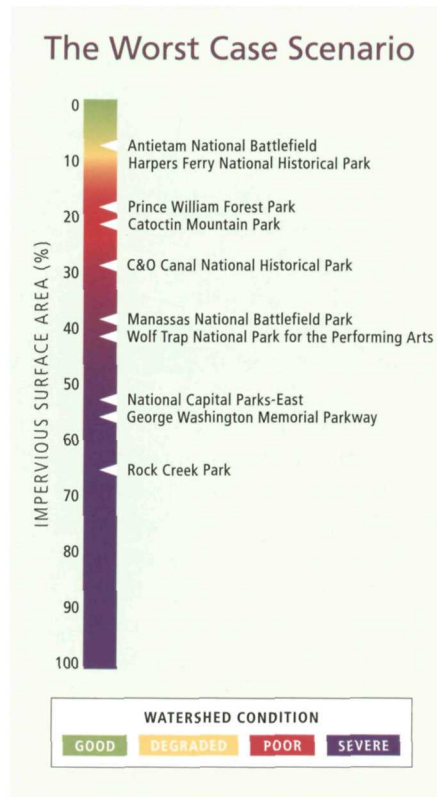 The Worst Case Scenario
0
Antietam National Battlefield
10
Harpers Ferry National Historical Park
Prince William Forest Park
20
Catoctin Mountain Park
C&O Canal National Historical Park
30
Manassas National Battlefield Park
40
Wolf Trap National Park for the Performing Arts
50
National Capital Parks-East
George Washington Memorial Parkway
60
Rock Creek Park
70
80
90
100
IMPERVIOUS SURFACE AREA (%)
WATERSHED CONDITION
GOOD DEGRADED POOR SEVERE